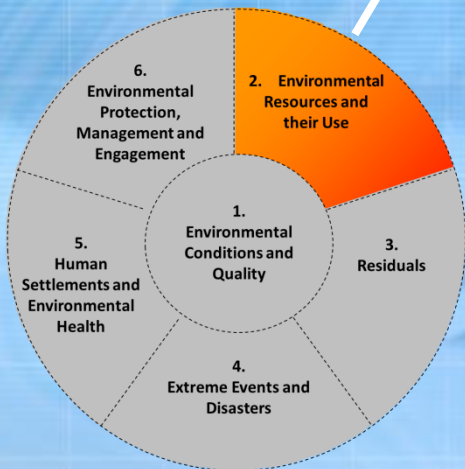 6.
Environmental
Protection,
Management and
Engagement
2. Environmental
Resources and
their Use
1.
Environmental
Conditions and
Quality
3.
Residuals
5.
Human
Settlements and
Environmental
Health
4.
Extreme Events and
Disasters